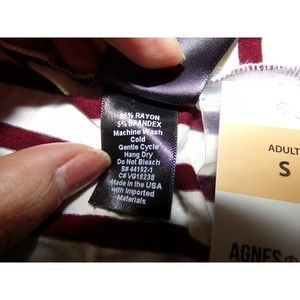 95% RAYON
5% SPANDEX
Machine Wash
Cold
Gentle Cycle
Hang Dry
Do Not Bleach
S# 44192-1
C# VG18238
Made in the USA
with Imported
Materials
ADULT
S
AGNES